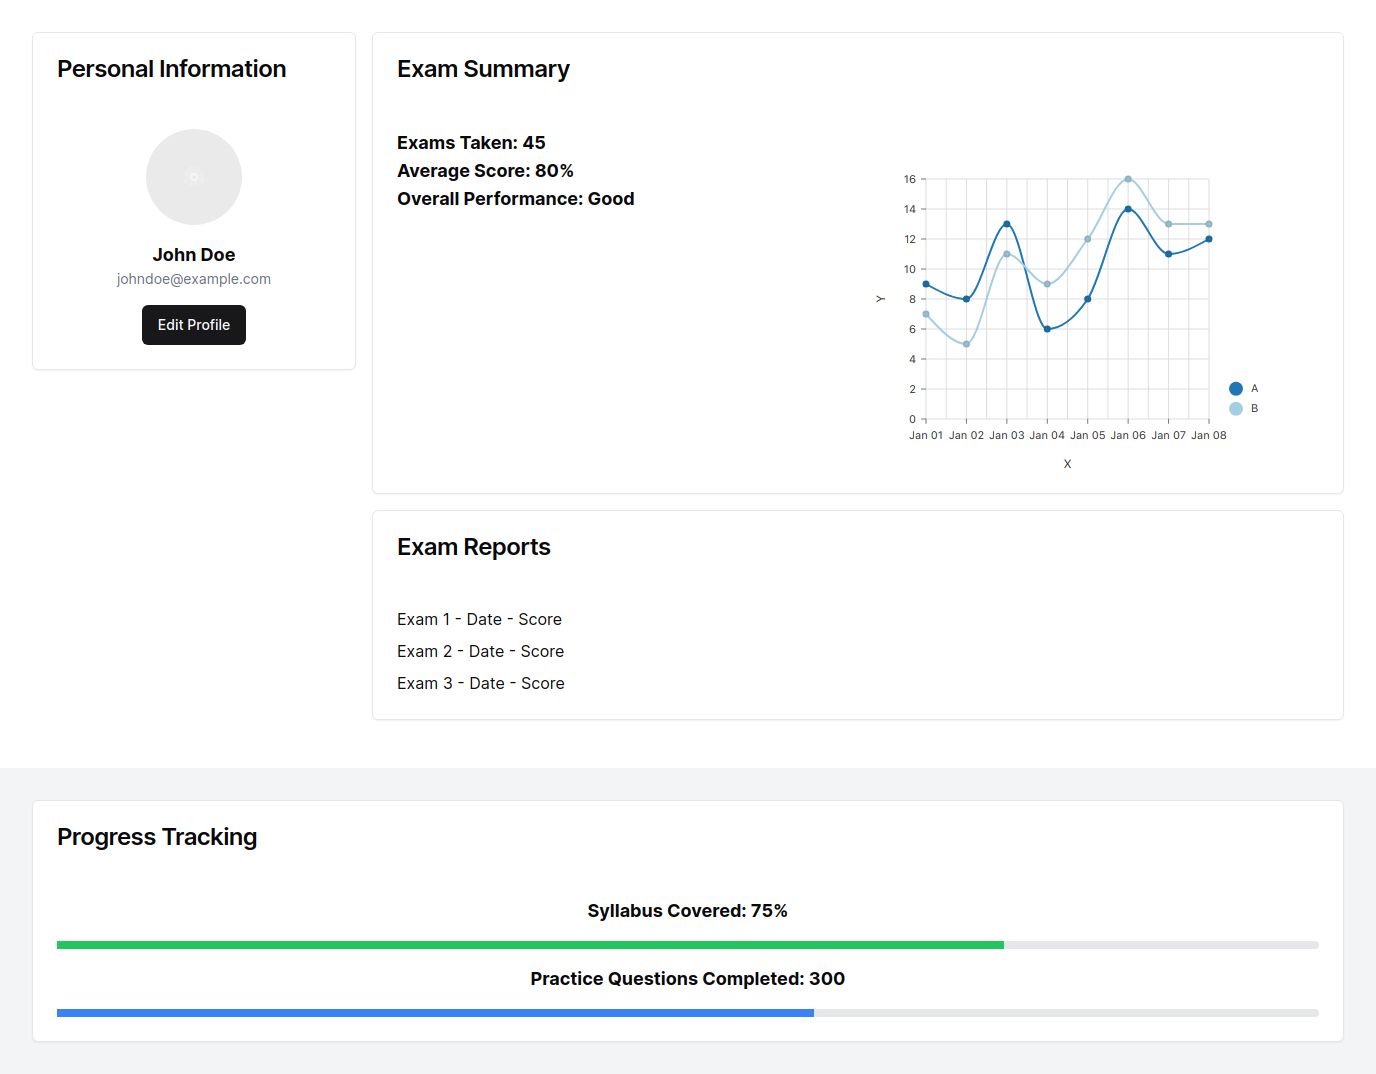 Personal Information
John Doe
johndoe@example.com
Edit Profile
Exam Summary
Exams Taken: 45
Average Score: 80%
Overall Performance: Good
16
14
12
10
8
6
4
2
0
Y
Jan 01 Jan 02 Jan 03 Jan 04 Jan 05 Jan 06 Jan 07 Jan 08
X
A
B
Exam Reports
Exam 1 - Date - Score
Exam 2 - Date - Score
Exam 3 - Date - Score
Progress Tracking
Syllabus Covered: 75%
Practice Questions Completed: 300